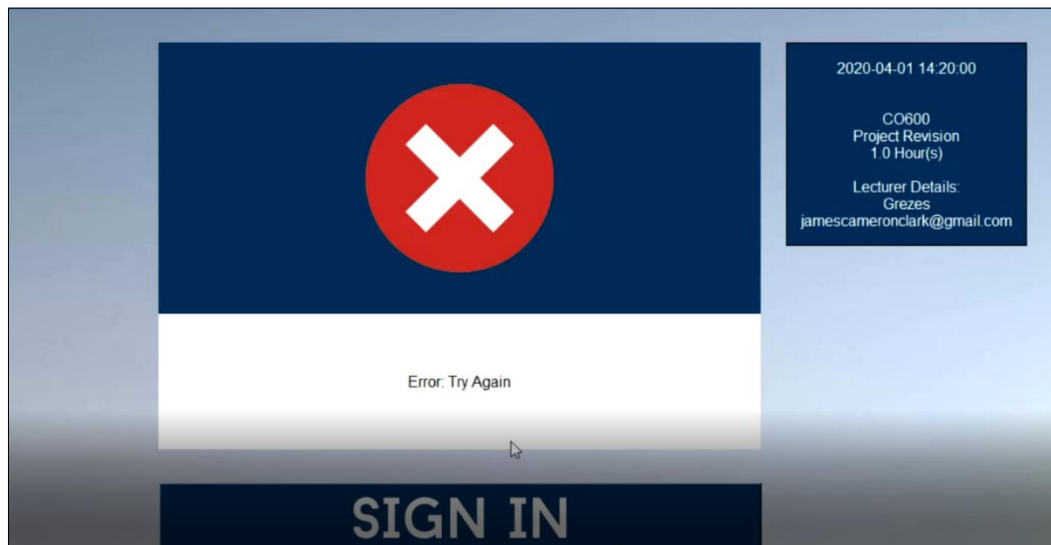 Error: Try Again
SIGN IN
2020-04-01 14:20:00
CO600
Project Revision
1.0 Hour(s)
Lecturer Details:
Grezes
jamescameronclark@gmail.com